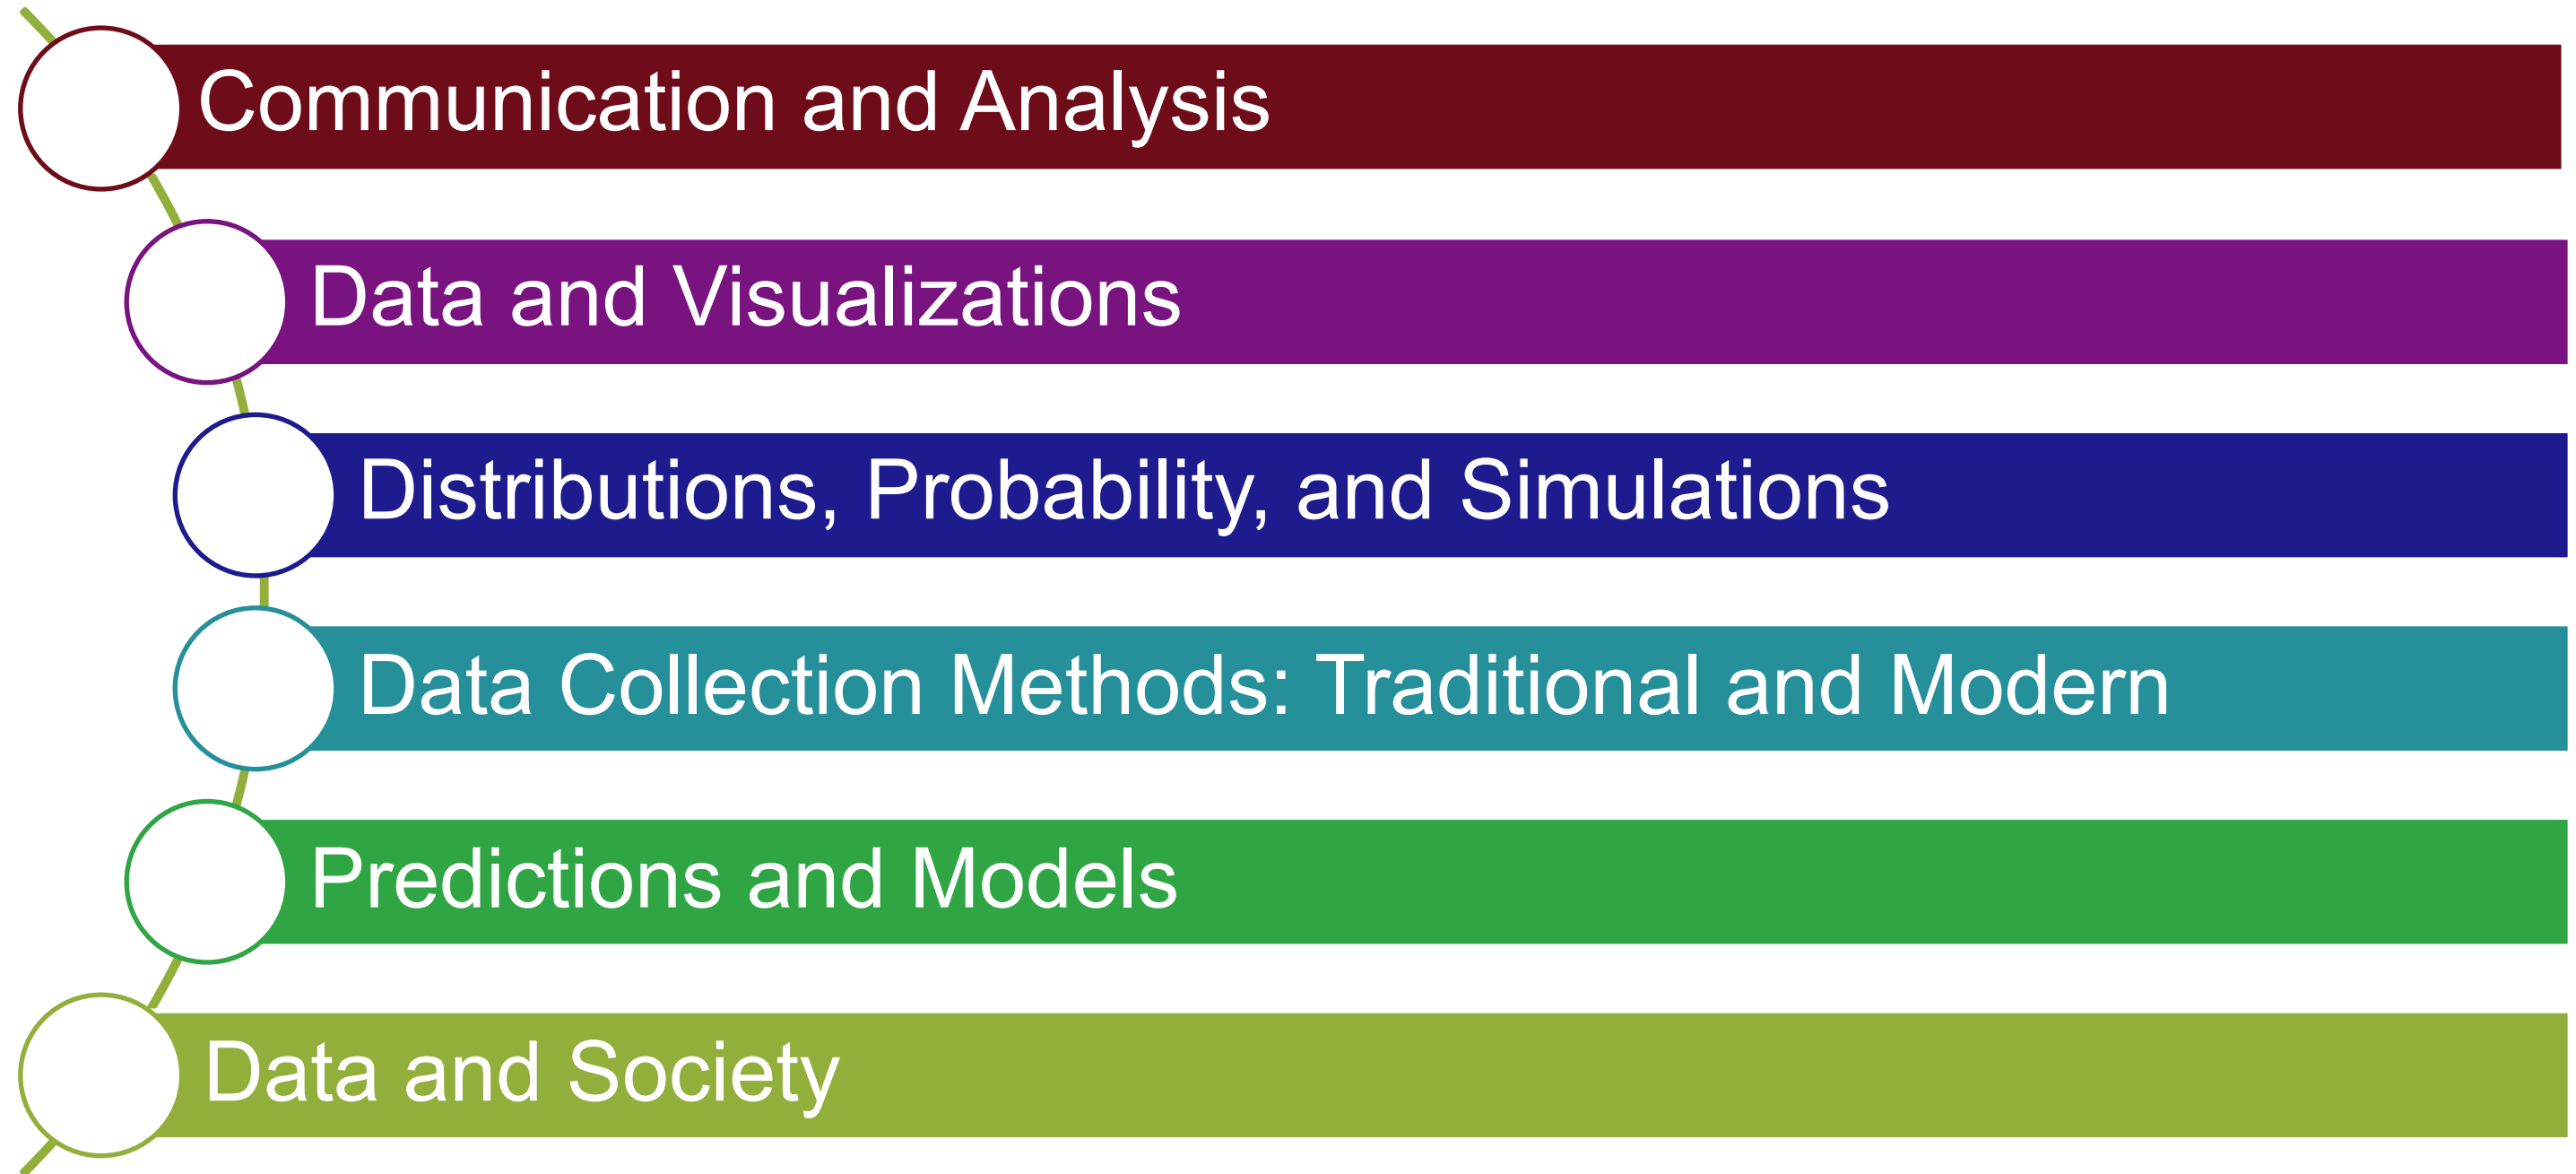 Communication and Analysis
Data and Visualizations
Distributions, Probability, and Simulations
Data Collection Methods: Traditional and Modern
Predictions and Models
Data and Society